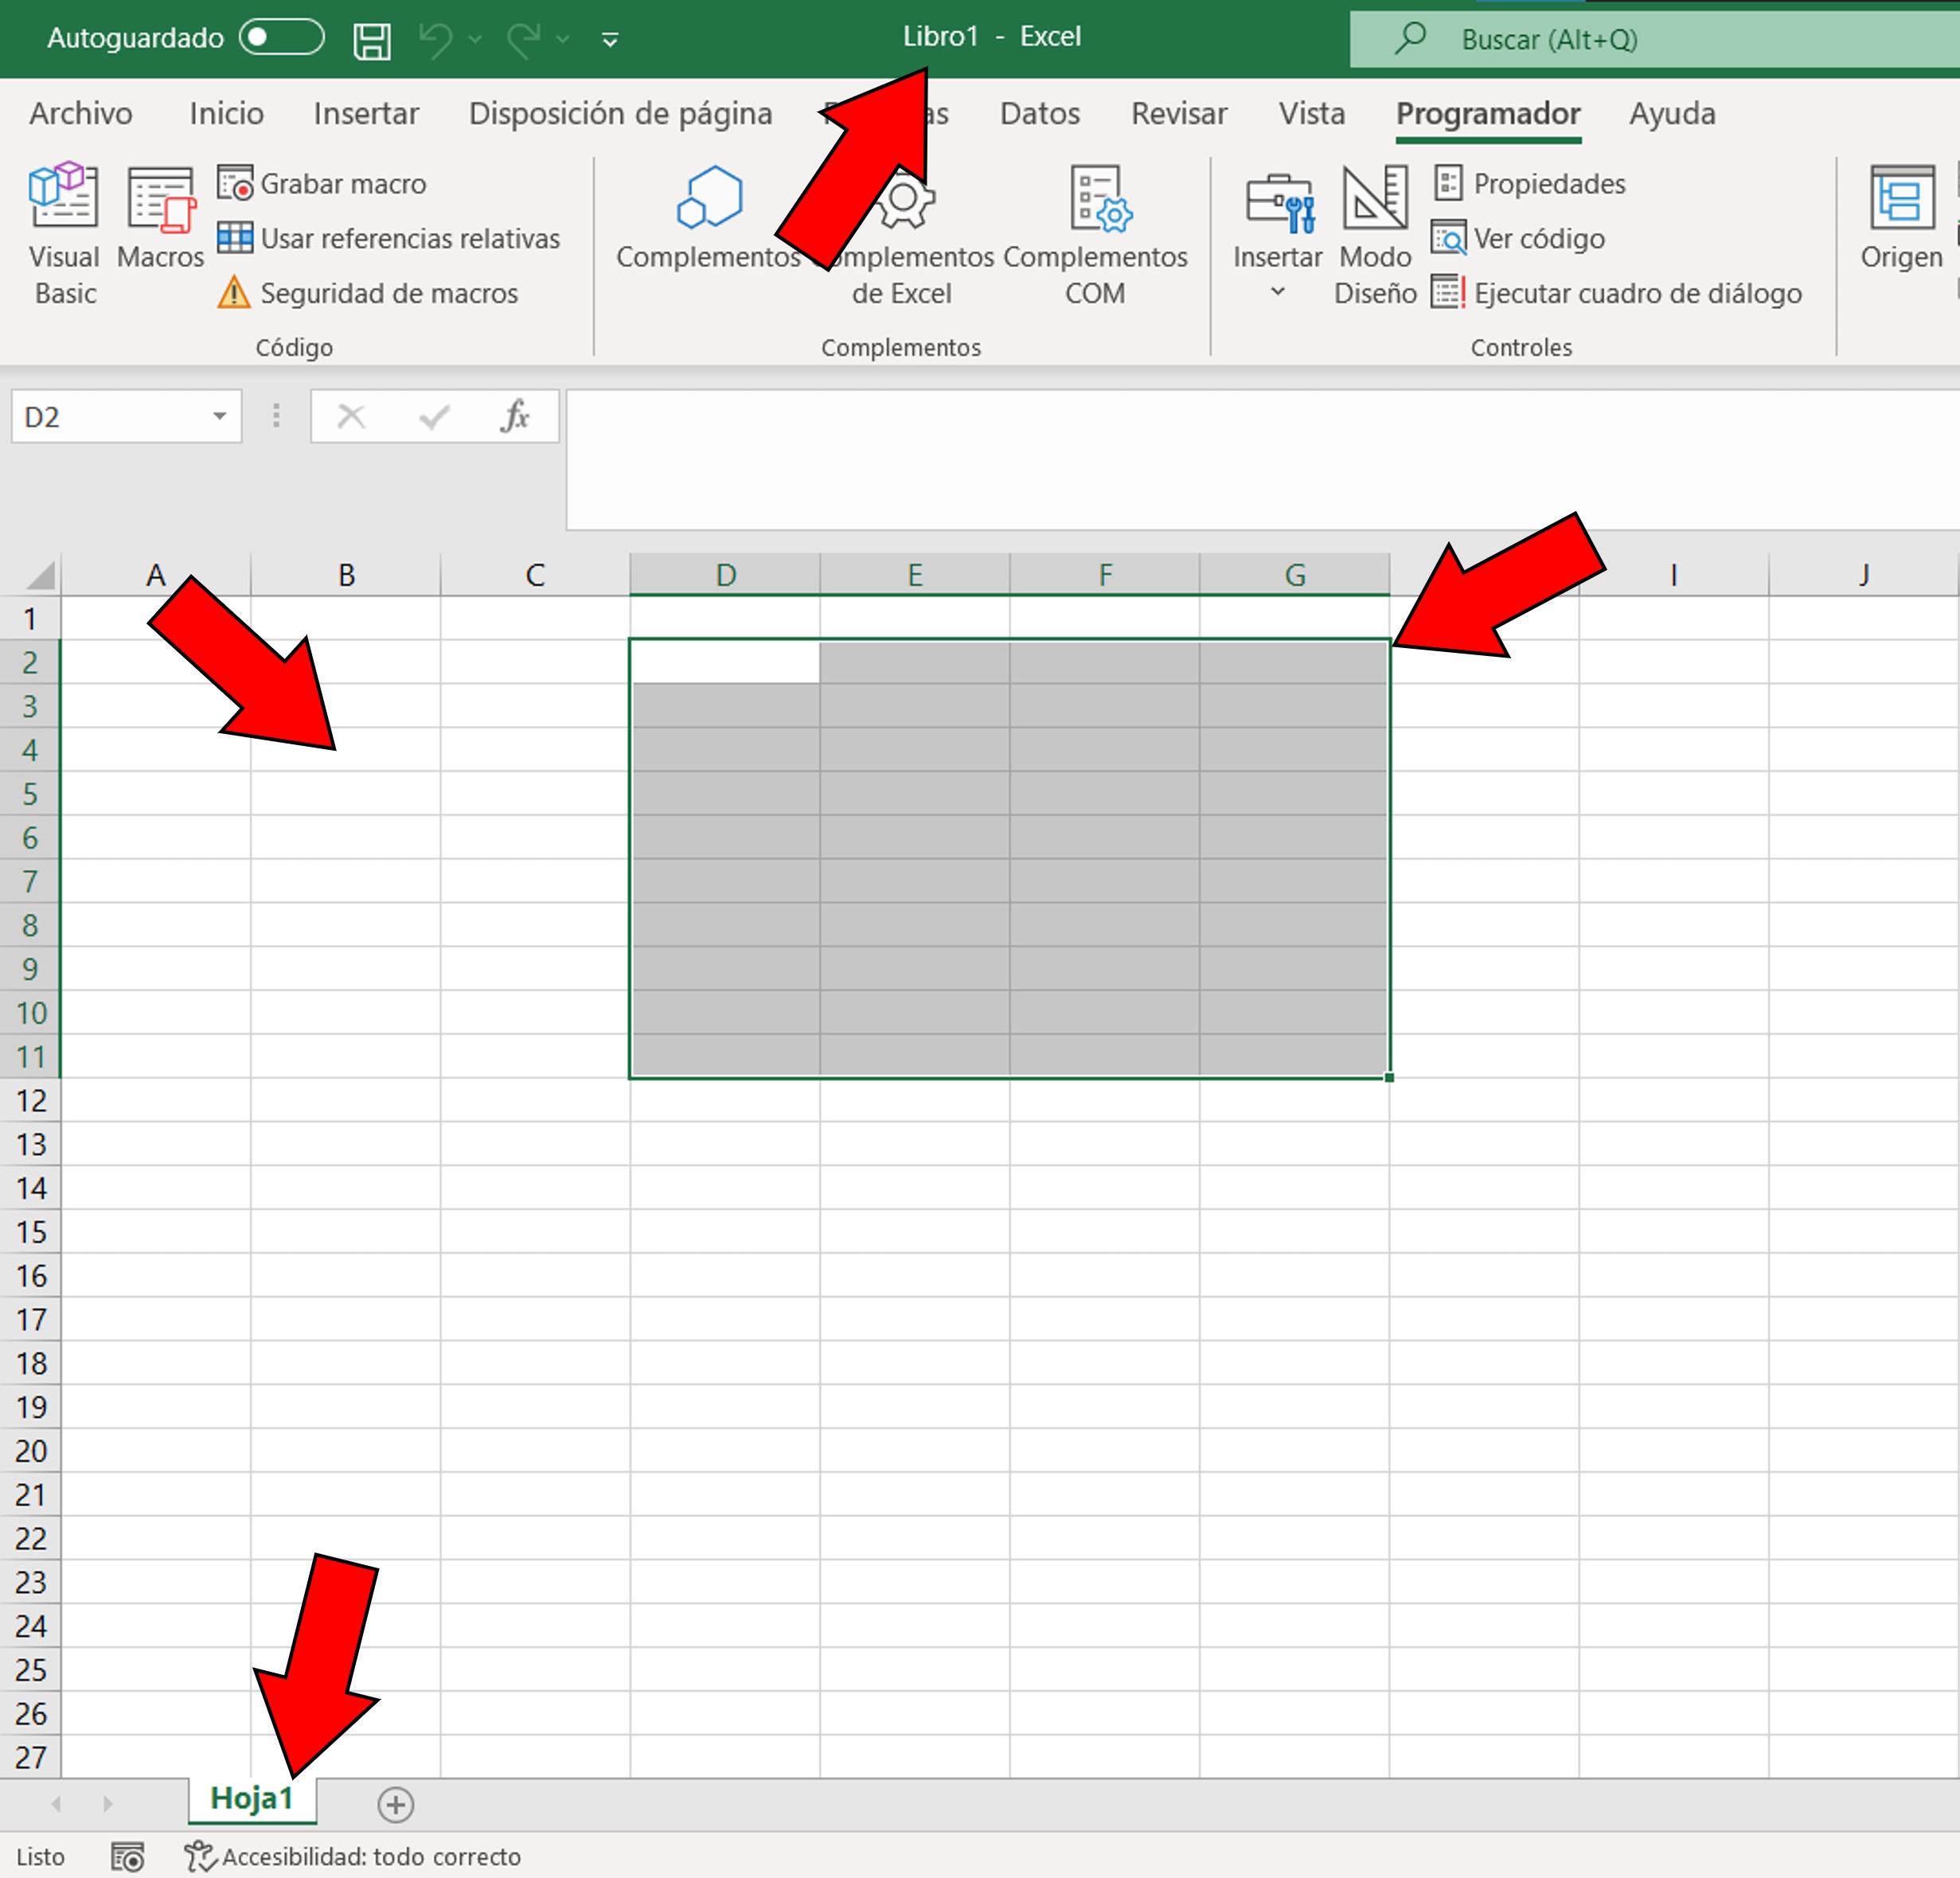 Autoguardado
Libro1 - Excel
Buscar (Alt+Q)
Archivo Inicio Insertar Disposición de página as Datos Revisar Vista Programador Ayuda
Visual Basic
Macros
Grabar macro
Usar referencias relativas
Seguridad de macros
Código
Complementos
Complementos de Excel
Complementos COM
Complementos
Insertar
Modo Diseño
Propiedades
Ver código
Ejecutar cuadro de diálogo
Controles
Origen
D2
fx
A B C D E F G I J
1
2
3
4
5
6
7
8
9
10
11
12
13
14
15
16
17
18
19
20
21
22
23
24
25
26
27
Hoja1
Listo
Accesibilidad: todo correcto